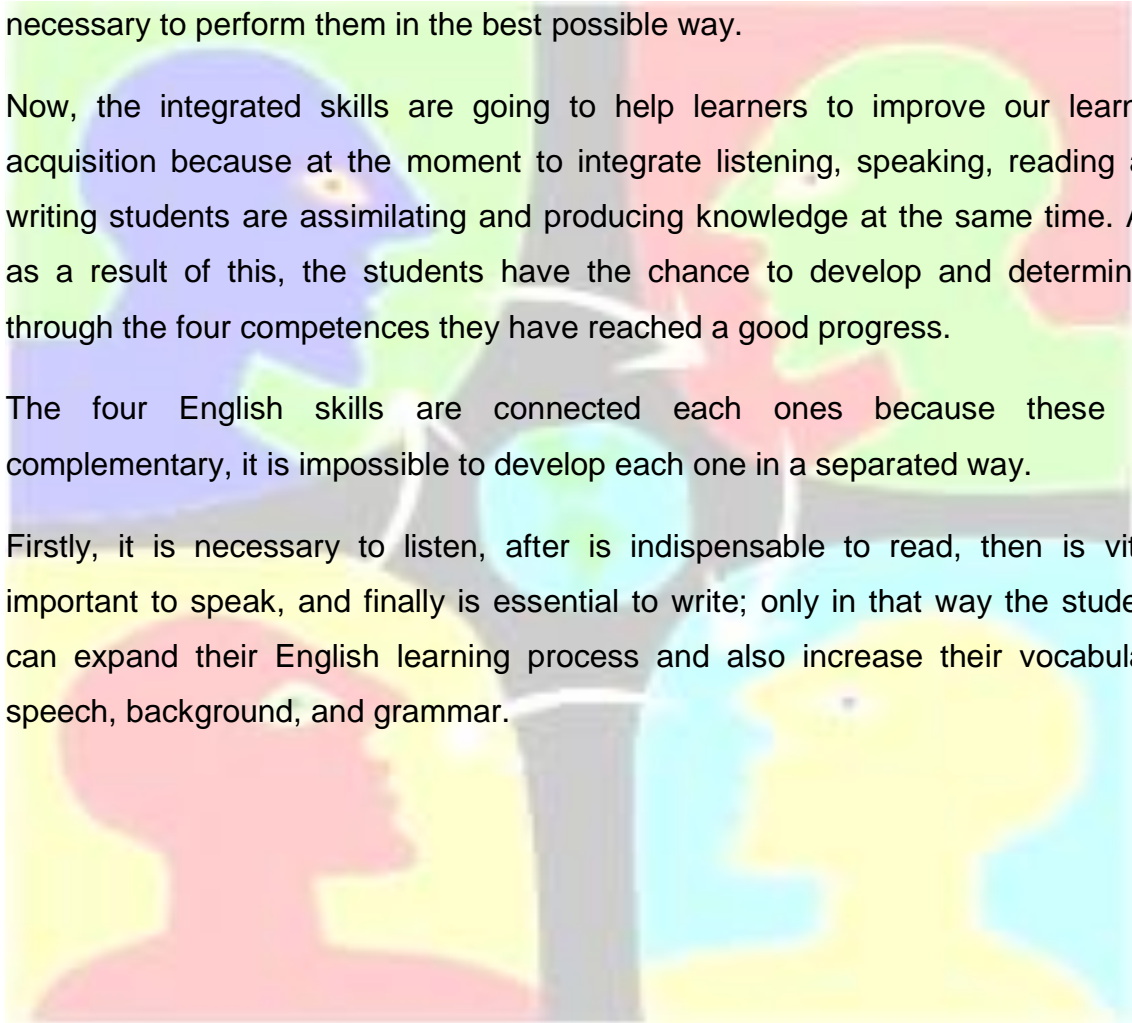 necessary to perform them in the best possible way.
Now, the integrated skills are going to help learners to improve our learn
acquisition because at the moment to integrate listening, speaking, reading a
writing students are assimilating and producing knowledge at the same time. A
as a result of this, the students have the chance to develop and determin
through the four competences they have reached a good progress.
The four English skills are connected each ones because these
complementary, it is impossible to develop each one in a separated way.
Firstly, it is necessary to listen, after is indispensable to read, then is vit
important to speak, and finally is essential to write; only in that way the stude
can expand their English learning process and also increase their vocabula
speech, background, and grammar.